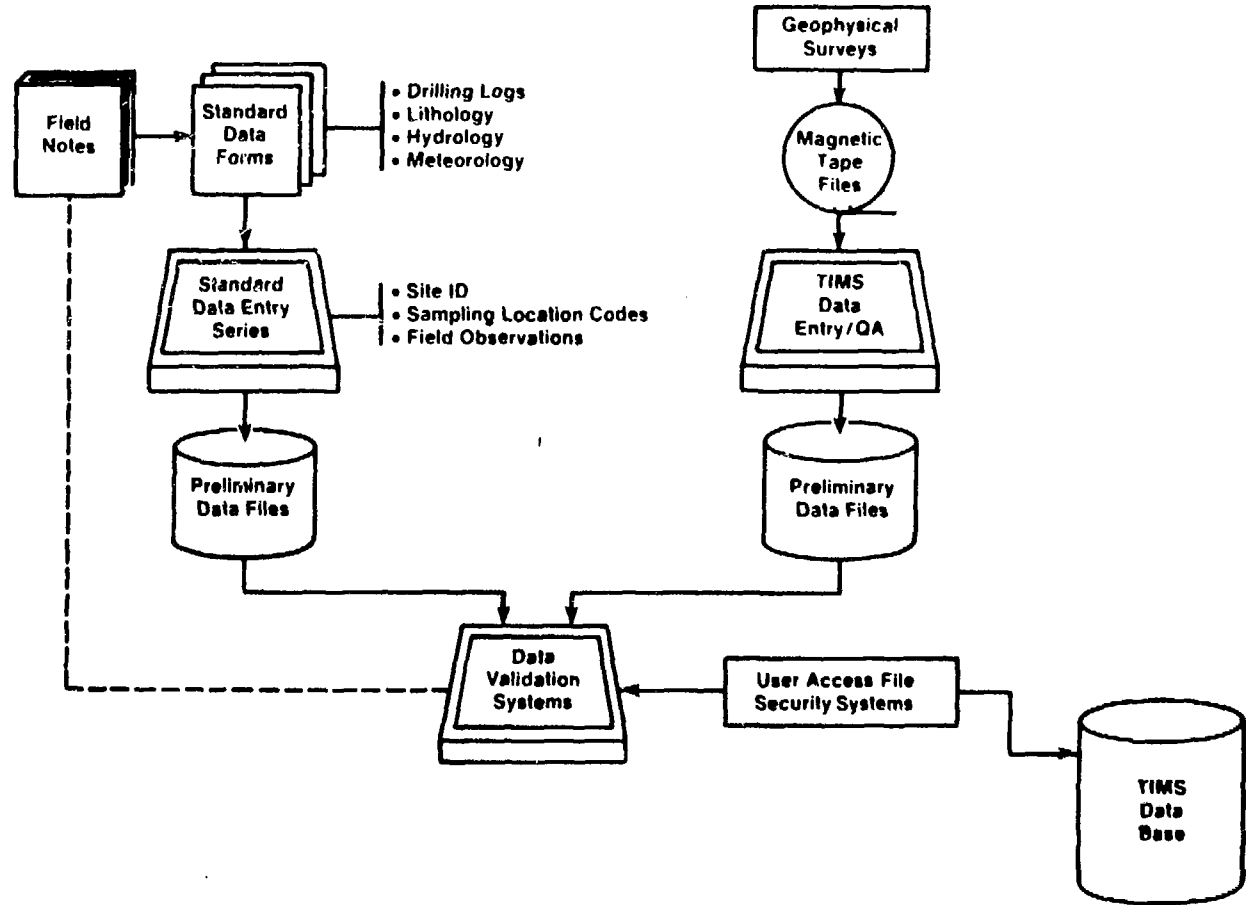 Geophysical
Surveys
Field
Notes
Standard
Data
Forms
• Drilling Logs
• Lithology
• Hydrology
• Meteorology
Magnetic
Tape
Files
Standard
Data Entry
Series
• Site ID
• Sampling Location Codes
• Field Observations
TIMS
Data
Entry/QA
Preliminary
Data Files
Preliminary
Data Files
Data
Validation
Systems
User Access File
Security Systems
TIMS
Data
Base